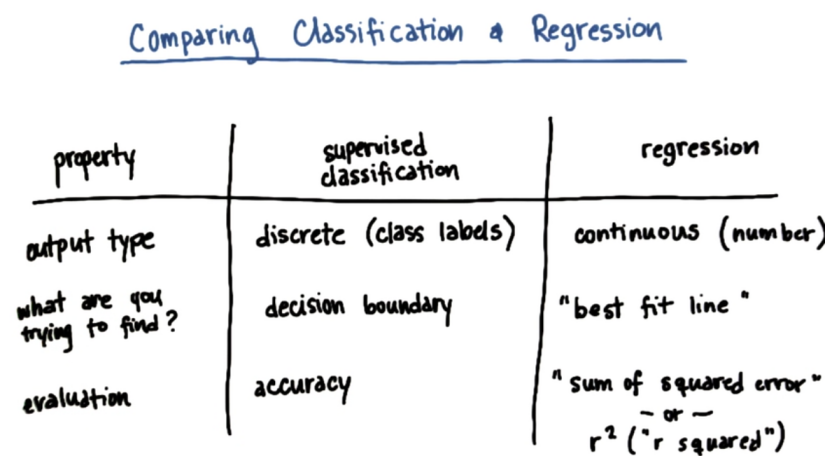 Comparing Classification & Regression
property
supervised
classification
regression
output type
discrete (class labels)
continuous (number)
what are you
trying to find?
decision boundary
"best fit line"
evaluation
accuracy
"sum of squared error"
- or -
r² ("r squared")